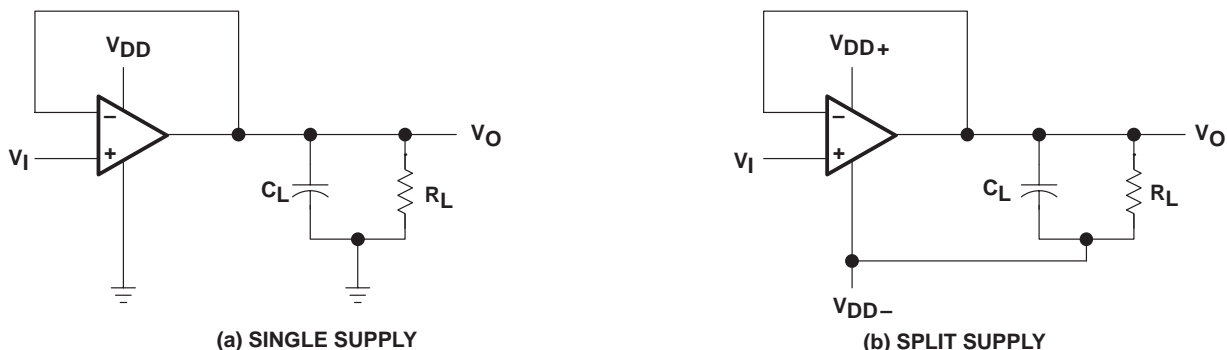 VDD
−
VI
+
VO
CL
RL
(a) SINGLE SUPPLY
VDD+
−
VI
+
VO
CL
RL
VDD−
(b) SPLIT SUPPLY